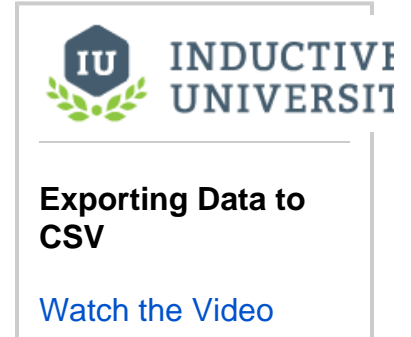 IU
INDUCTIVE
UNIVERSIT
Exporting Data to
CSV
Watch the Video